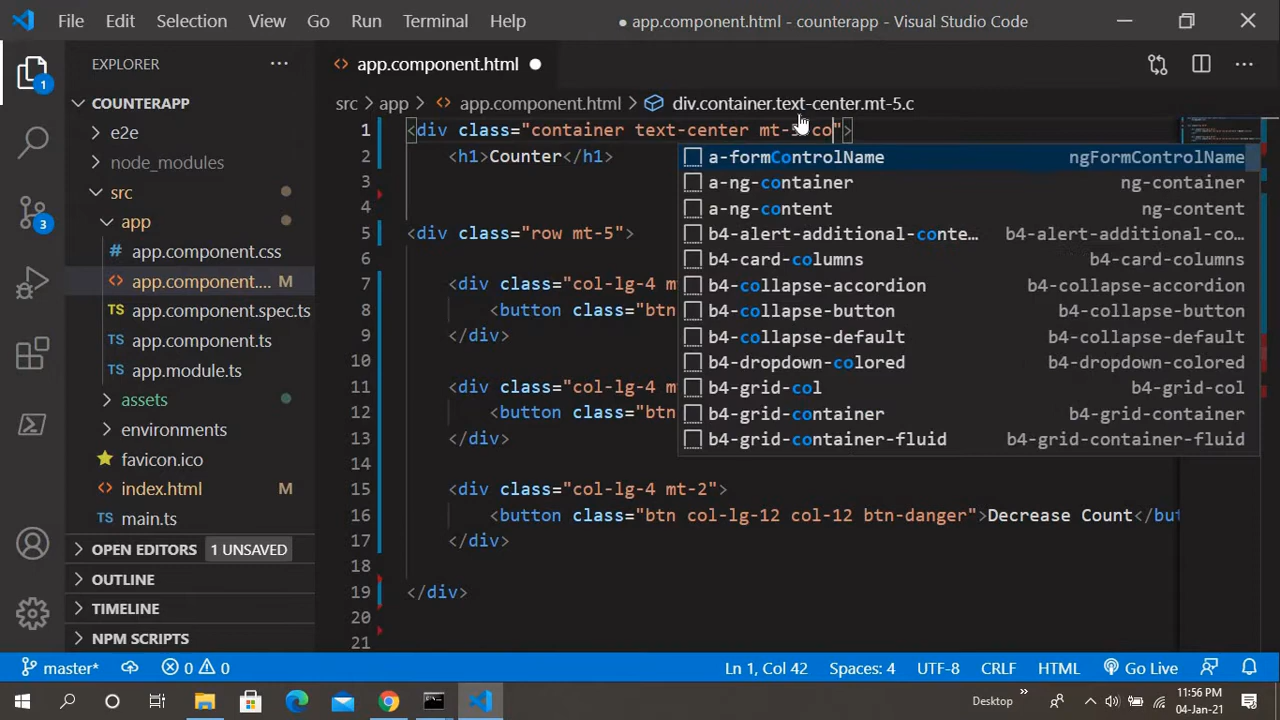 File Edit Selection View Go Run Terminal Help ● app.component.html - counterapp - Visual Studio Code
EXPLORER ...
app.component.html
COUNTERAPP
src > app > app.component.html > div.container.text-center.mt-5.c
e2e
node_modules
src
app
# app.component.css
<> app.component.... M
TS app.component.spec.ts
TS app.component.ts
TS app.module.ts
assets
environments
favicon.ico
<> index.html M
TS main.ts
OPEN EDITORS 1 UNSAVED
OUTLINE
TIMELINE
NPM SCRIPTS
1
3
1 <div class="container text-center mt-5 co">
2 <h1>Counter</h1>
3
4
5 <div class="row mt-5">
6
7 <div class="col-lg-4 m
8 <button class="btn
9 </div>
10
11 <div class="col-lg-4 m
12 <button class="btn
13 </div>
14
15 <div class="col-lg-4 mt-2">
16 <button class="btn col-lg-12 col-12 btn-danger">Decrease Count</but
17 </div>
18
19 </div>
20
21
a-formControlName ngFormControlName
a-ng-container ng-container
a-ng-content ng-content
b4-alert-additional-conte... b4-alert-additional-co...
b4-card-columns b4-card-columns
b4-collapse-accordion b4-collapse-accordion
b4-collapse-button b4-collapse-button
b4-collapse-default b4-collapse-default
b4-dropdown-colored b4-dropdown-colored
b4-grid-col b4-grid-col
b4-grid-container b4-grid-container
b4-grid-container-fluid b4-grid-container-fluid
master* 0 0 Ln 1, Col 42 Spaces: 4 UTF-8 CRLF HTML Go Live
Desktop » 11:56 PM
04-Jan-21